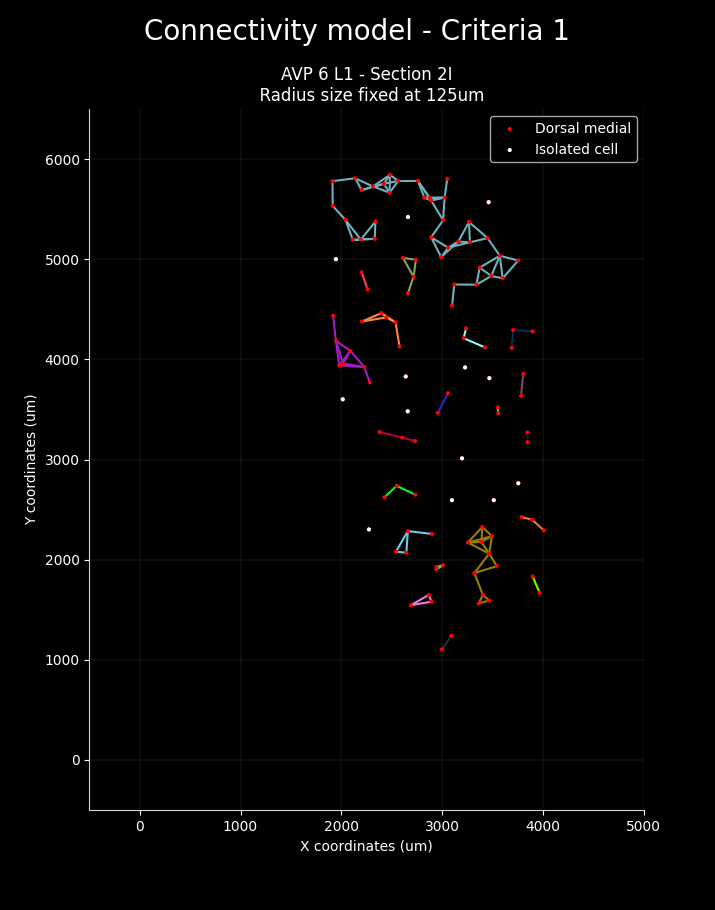 Connectivity model - Criteria 1
AVP 6 L1 - Section 2I
Radius size fixed at 125um
Dorsal medial
Isolated cell
6000
5000
4000
3000
2000
1000
0
Y coordinates (um)
0 1000 2000 3000 4000 5000
X coordinates (um)